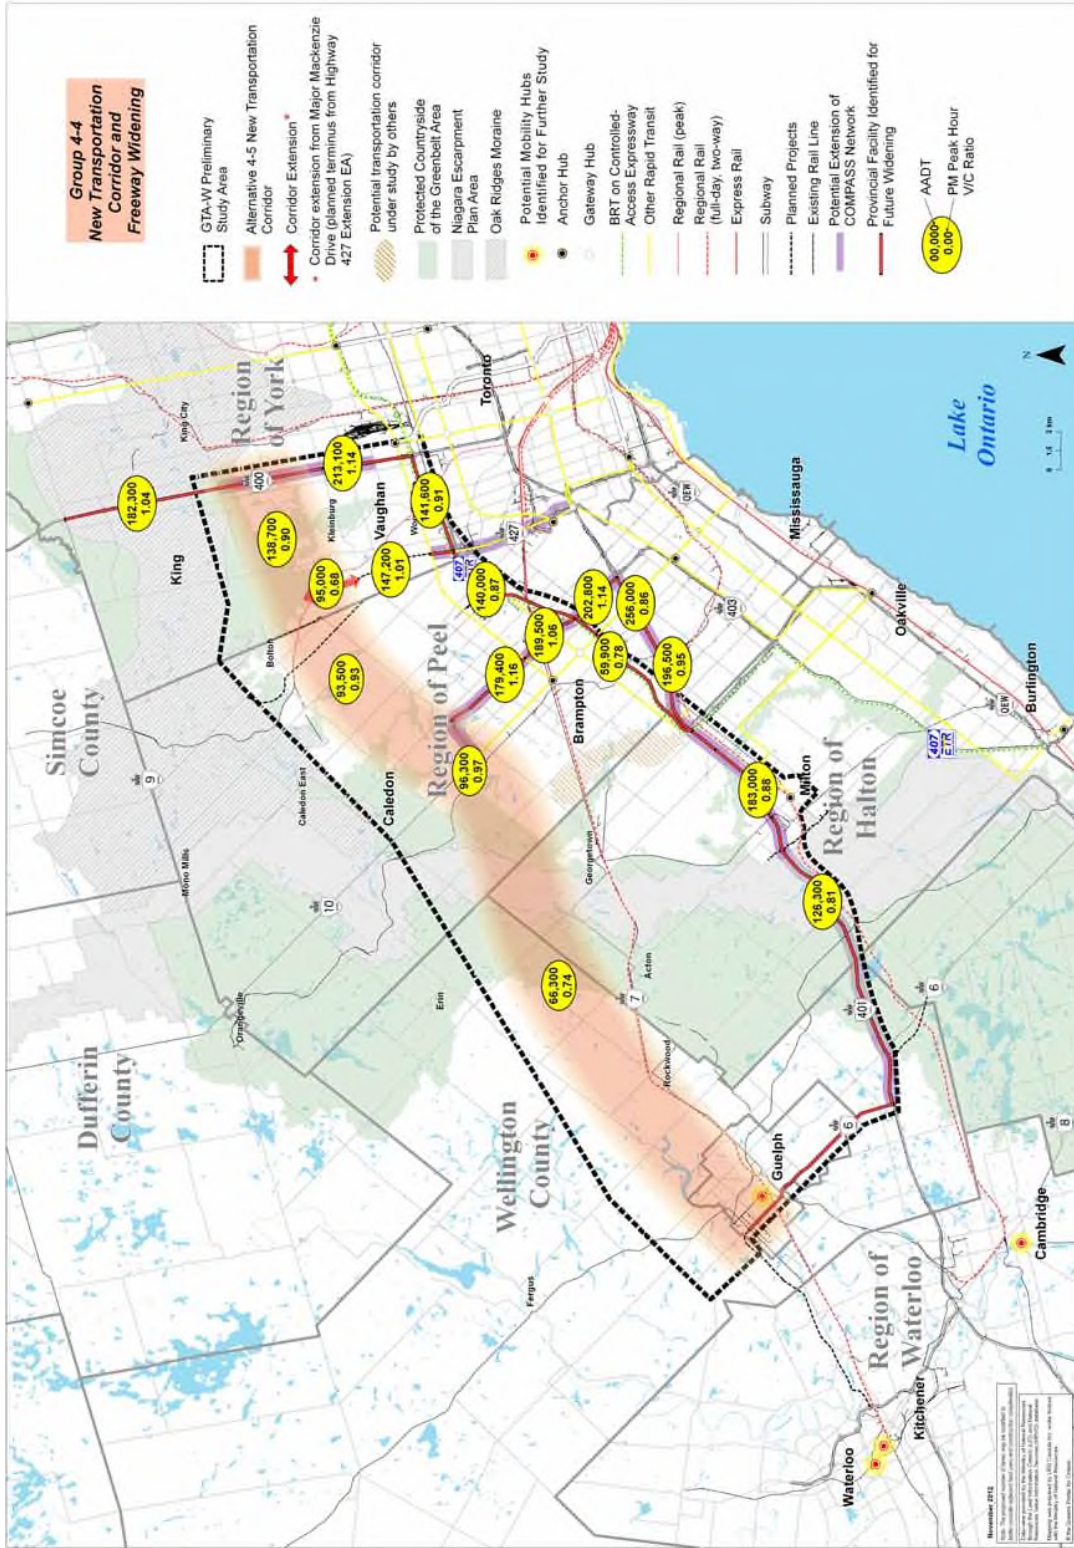 Group 4-4
New Transportation
Corridor and
Freeway Widening
GTA-W Preliminary
Study Area
Alternative 4-5 New Transportation
Corridor
Corridor Extension*
* Corridor extension from Major Mackenzie
Drive (planned terminus from Highway
427 Extension EA)
Potential transportation corridor
under study by others
Protected Countryside
of the Greenbelt Area
Niagara Escarpment
Plan Area
Oak Ridges Moraine
Potential Mobility Hubs
Identified for Further Study
Anchor Hub
Gateway Hub
BRT on Controlled-
Access Expressway
Other Rapid Transit
Regional Rail (peak)
Regional Rail
(full-day, two-way)
Express Rail
Subway
Planned Projects
Existing Rail Line
Potential Extension of
COMPASS Network
Provincial Facility Identified for
Future Widening
00,000
0.00
AADT
PM Peak Hour
V/C Ratio
Simcoe
County
Dufferin
County
Wellington
County
Region of
Waterloo
Region of Peel
Region
of York
Region of
Halton
Lake
Ontario
King City
King
Kleinburg
Vaughan
Toronto
Bolton
Caledon East
Caledon
Mono Mills
Orangeville
Erin
Brampton
Georgetown
Acton
Rockwood
Guelph
Fergus
Waterloo
Kitchener
Cambridge
Milton
Mississauga
Oakville
Burlington
182,300
1.04
213,100
1.14
138,700
0.90
95,000
0.68
147,200
1.01
141,600
0.91
140,000
0.87
93,500
0.93
179,400
1.16
189,500
1.06
202,800
1.14
256,000
0.86
59,900
0.78
196,500
0.95
96,300
0.97
183,000
0.88
126,300
0.81
66,300
0.74
400
407
427
403
QEW
QEW
407
ETR
401
9
10
7
6
6
8
N
November 2012